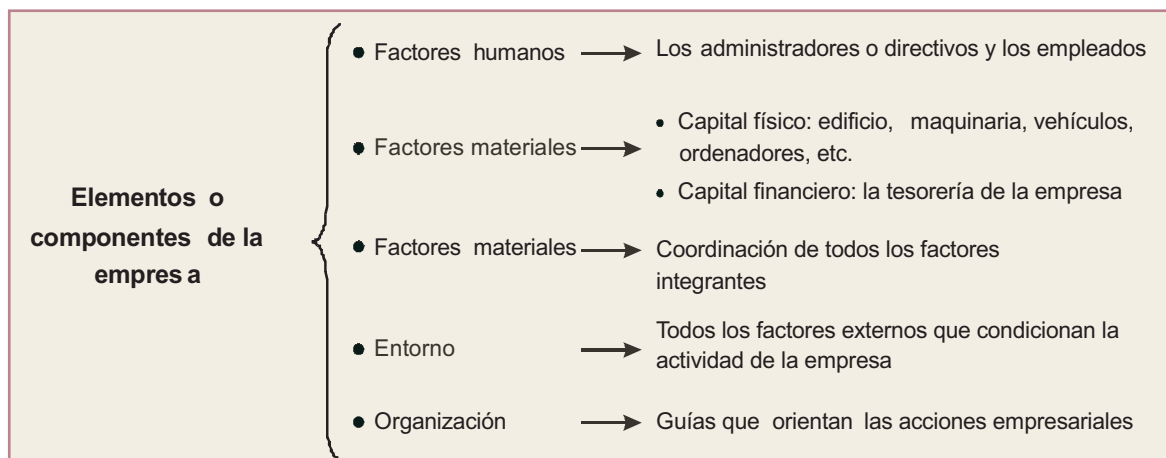 Elementos o
componentes de la
empres a
• Factores humanos
Los administradores o directivos y los empleados
• Factores materiales
• Capital físico: edificio, maquinaria, vehículos,
ordenadores, etc.
• Capital financiero: la tesorería de la empresa
• Factores materiales
Coordinación de todos los factores
integrantes
• Entorno
Todos los factores externos que condicionan la
actividad de la empresa
• Organización
Guías que orientan las acciones empresariales